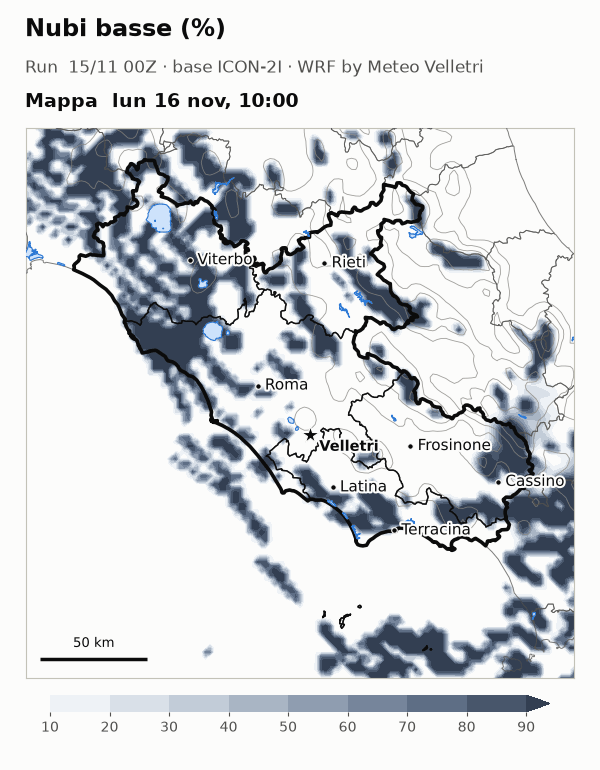 Nubi basse (%)
Run 15/11 00Z · base ICON-2I · WRF by Meteo Velletri
Mappa lun 16 nov, 10:00
Viterbo
Rieti
Roma
Velletri
Frosinone
Cassino
Latina
Terracina
50 km
10 20 30 40 50 60 70 80 90